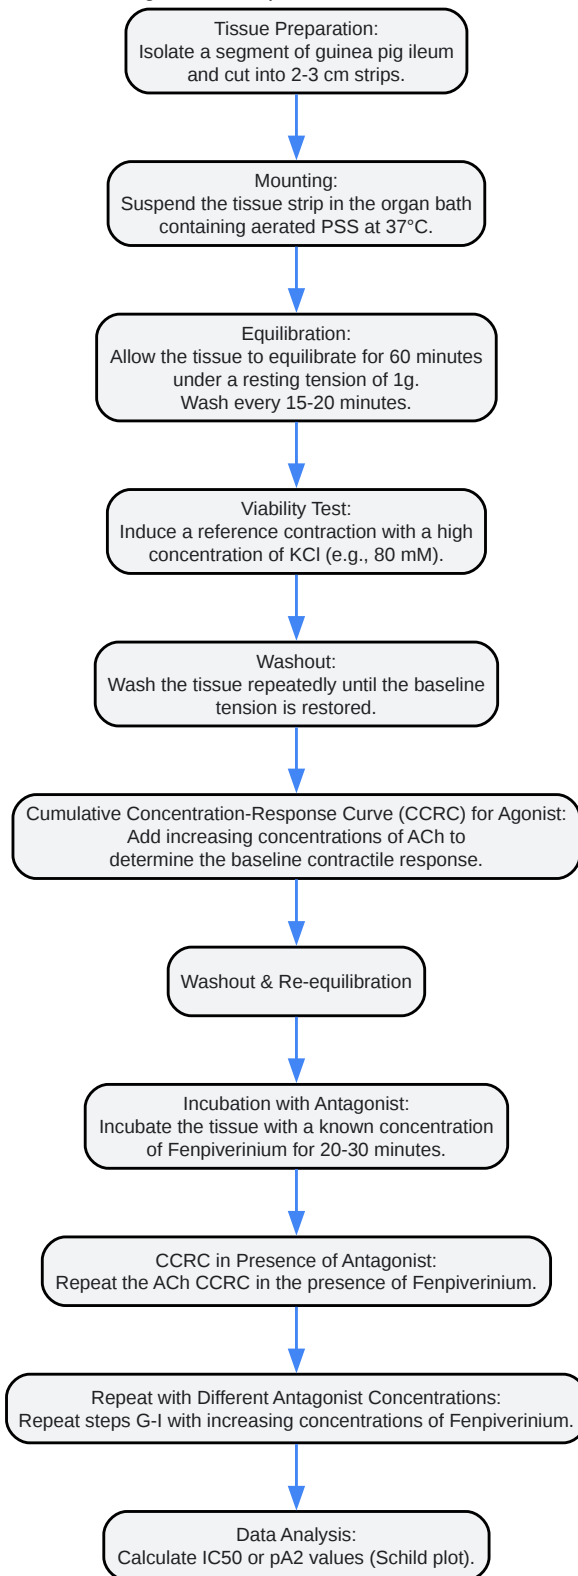 Tissue Preparation:
Isolate a segment of guinea pig ileum
and cut into 2-3 cm strips.
Mounting:
Suspend the tissue strip in the organ bath
containing aerated PSS at 37°C.
Equilibration:
Allow the tissue to equilibrate for 60 minutes
under a resting tension of 1g.
Wash every 15-20 minutes.
Viability Test:
Induce a reference contraction with a high
concentration of KCl (e.g., 80 mM).
Washout:
Wash the tissue repeatedly until the baseline
tension is restored.
Cumulative Concentration-Response Curve (CCRC) for Agonist:
Add increasing concentrations of ACh to
determine the baseline contractile response.
Washout & Re-equilibration
Incubation with Antagonist:
Incubate the tissue with a known concentration
of Fenpiverinium for 20-30 minutes.
CCRC in Presence of Antagonist:
Repeat the ACh CCRC in the presence of Fenpiverinium.
Repeat with Different Antagonist Concentrations:
Repeat steps G-I with increasing concentrations of Fenpiverinium.
Data Analysis:
Calculate IC50 or pA2 values (Schild plot).